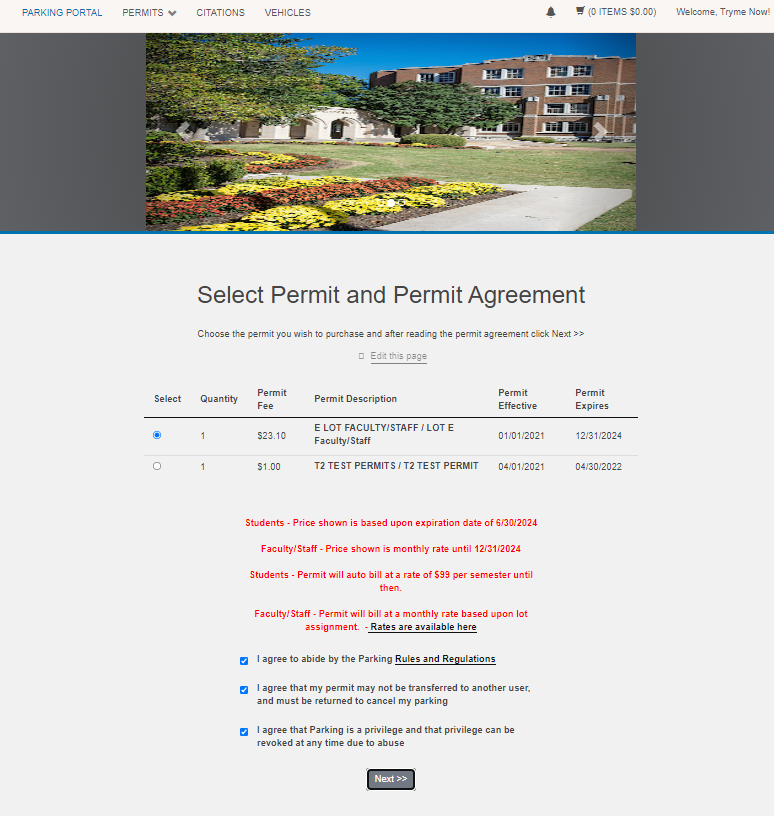 PARKING PORTAL PERMITS CITATIONS VEHICLES (0 ITEMS $0.00) Welcome, Tryme Now!
Select Permit and Permit Agreement
Choose the permit you wish to purchase and after reading the permit agreement click Next >>
Edit this page
Select Quantity Permit Fee Permit Description Permit Effective Permit Expires
1 $23.10 E LOT FACULTY/STAFF / LOT E Faculty/Staff 01/01/2021 12/31/2024
1 $1.00 T2 TEST PERMITS / T2 TEST PERMIT 04/01/2021 04/30/2022
Students - Price shown is based upon expiration date of 6/30/2024
Faculty/Staff - Price shown is monthly rate until 12/31/2024
Students - Permit will auto bill at a rate of $99 per semester until
then.
Faculty/Staff - Permit will bill at a monthly rate based upon lot
assignment. - Rates are available here
I agree to abide by the Parking Rules and Regulations
I agree that my permit may not be transferred to another user,
and must be returned to cancel my parking
I agree that Parking is a privilege and that privilege can be
revoked at any time due to abuse
Next >>